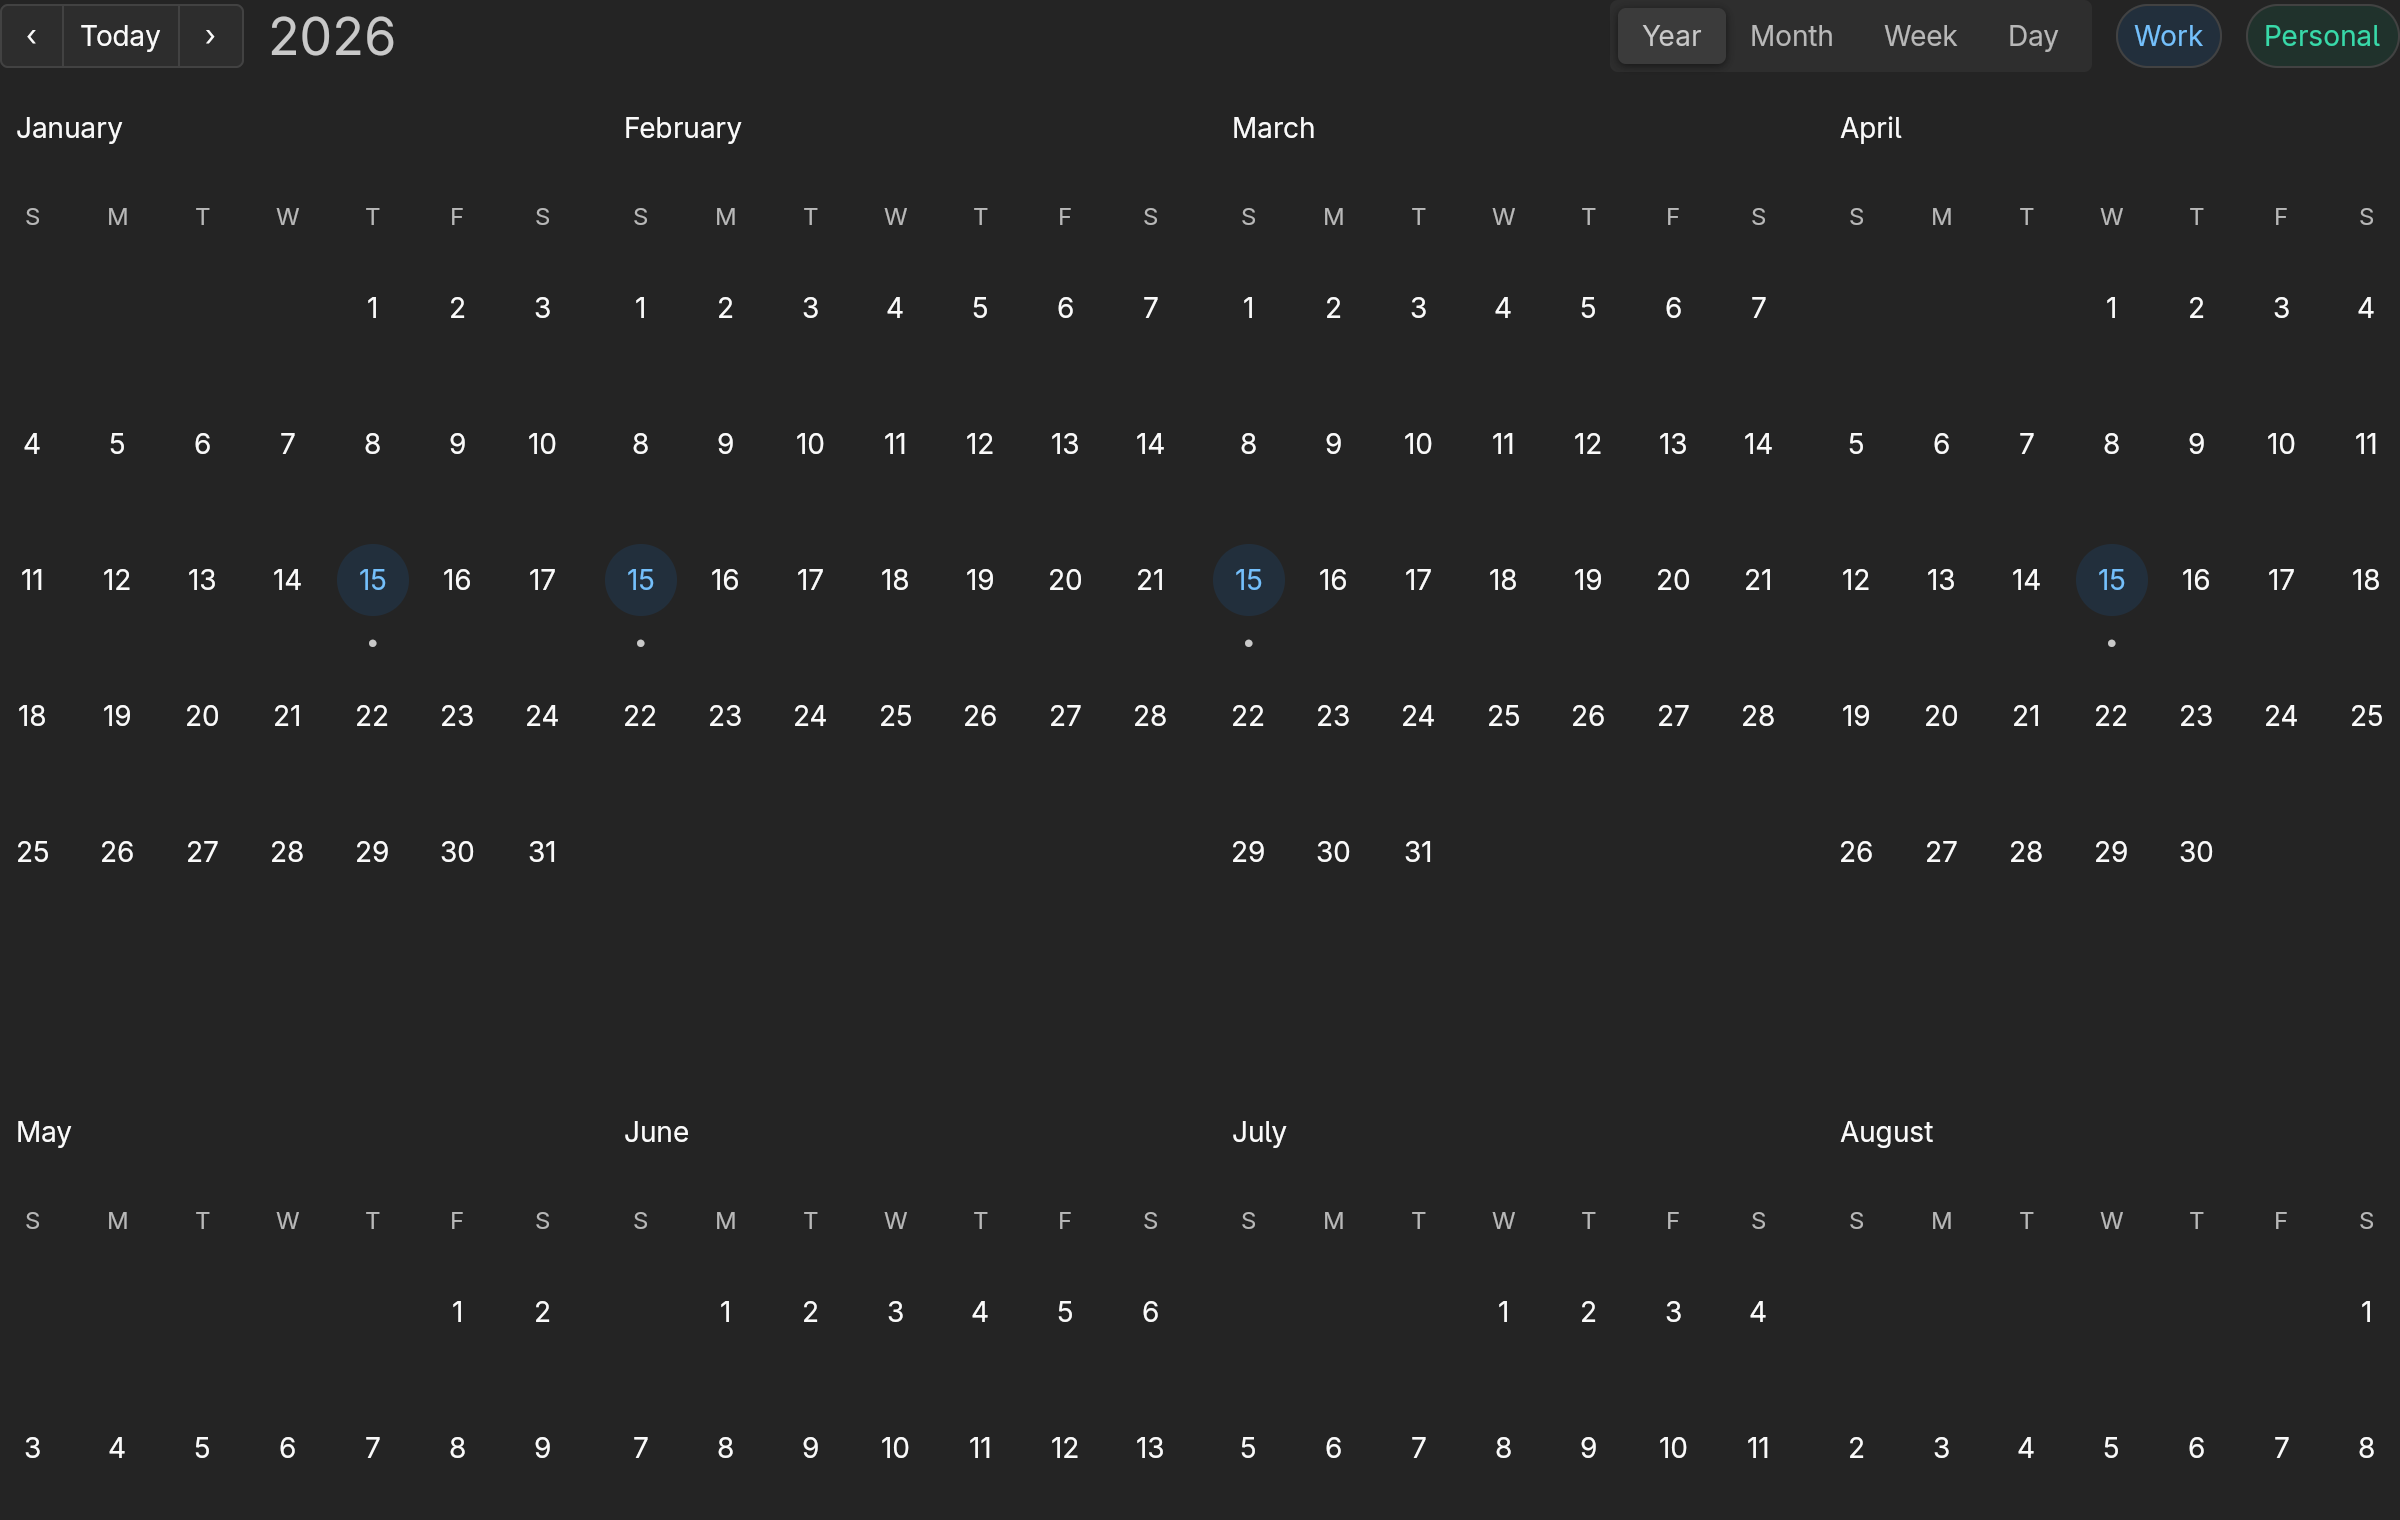 ‹ Today › 2026 Year Month Week Day Work Personal
January February March April
S M T W T F S S M T W T F S S M T W T F S S M T W T F S
1 2 3 1 2 3 4 5 6 7 1 2 3 4 5 6 7 1 2 3 4
4 5 6 7 8 9 10 8 9 10 11 12 13 14 8 9 10 11 12 13 14 5 6 7 8 9 10 11
11 12 13 14 15 16 17 15 16 17 18 19 20 21 15 16 17 18 19 20 21 12 13 14 15 16 17 18
18 19 20 21 22 23 24 22 23 24 25 26 27 28 22 23 24 25 26 27 28 19 20 21 22 23 24 25
25 26 27 28 29 30 31 29 30 31 26 27 28 29 30
May June July August
S M T W T F S S M T W T F S S M T W T F S S M T W T F S
1 2 1 2 3 4 5 6 1 2 3 4 1
3 4 5 6 7 8 9 7 8 9 10 11 12 13 5 6 7 8 9 10 11 2 3 4 5 6 7 8